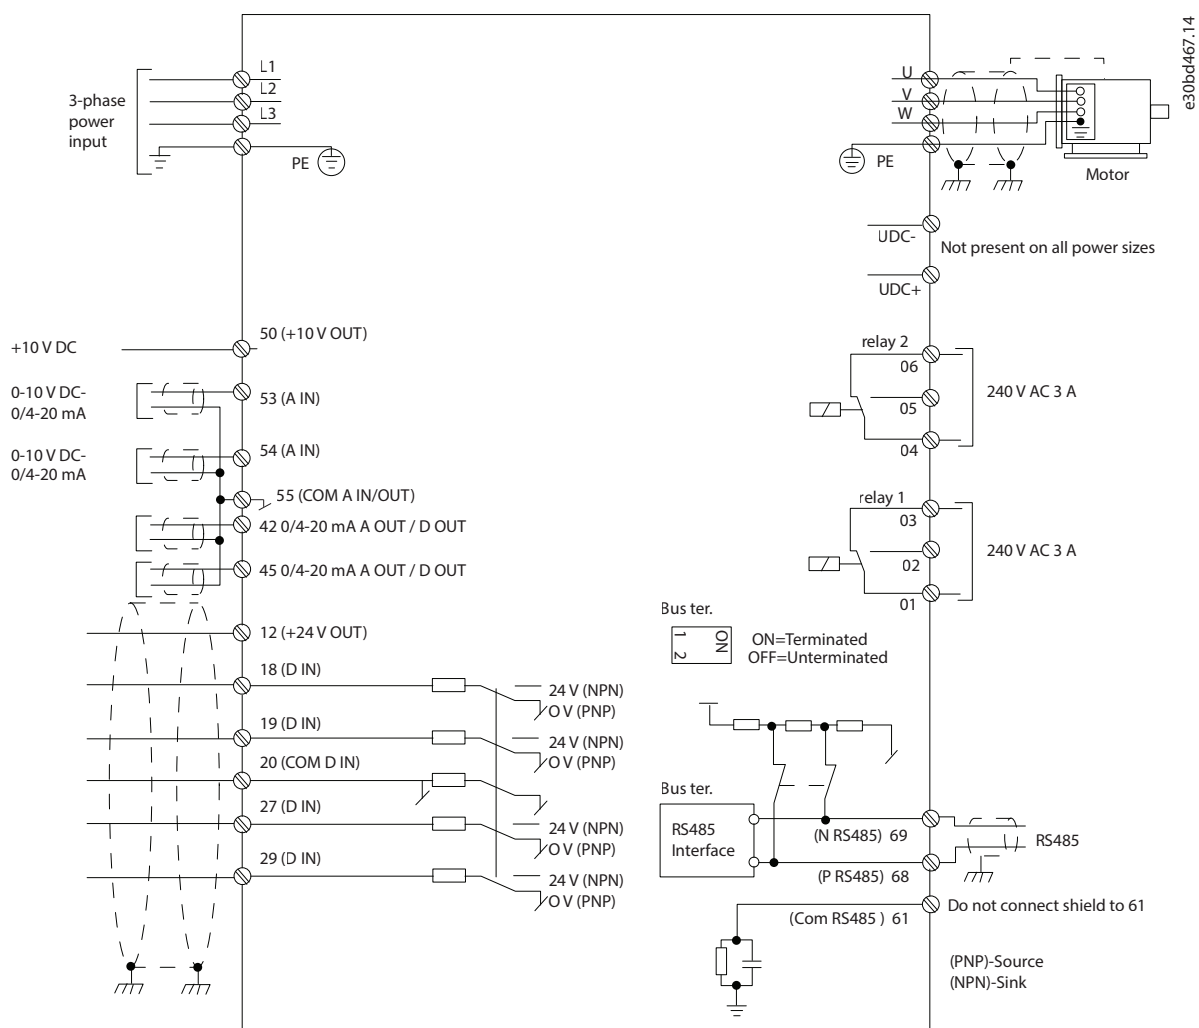 e30bd467.14
3-phase
power
input
L1
L2
L3
PE
U
V
W
PE
Motor
UDC-
Not present on all power sizes
UDC+
+10 V DC
50 (+10 V OUT)
0-10 V DC-
0/4-20 mA
53 (A IN)
0-10 V DC-
0/4-20 mA
54 (A IN)
55 (COM A IN/OUT)
42 0/4-20 mA A OUT / D OUT
45 0/4-20 mA A OUT / D OUT
12 (+24 V OUT)
18 (D IN)
24 V (NPN)
O V (PNP)
19 (D IN)
24 V (NPN)
O V (PNP)
20 (COM D IN)
27 (D IN)
24 V (NPN)
O V (PNP)
29 (D IN)
24 V (NPN)
O V (PNP)
relay 2
06
05
04
240 V AC 3 A
relay 1
03
02
01
240 V AC 3 A
Bus ter.
1
2
ON
ON=Terminated
OFF=Unterminated
Bus ter.
RS485
Interface
(N RS485) 69
RS485
(P RS485) 68
(Com RS485 ) 61
Do not connect shield to 61
(PNP)-Source
(NPN)-Sink